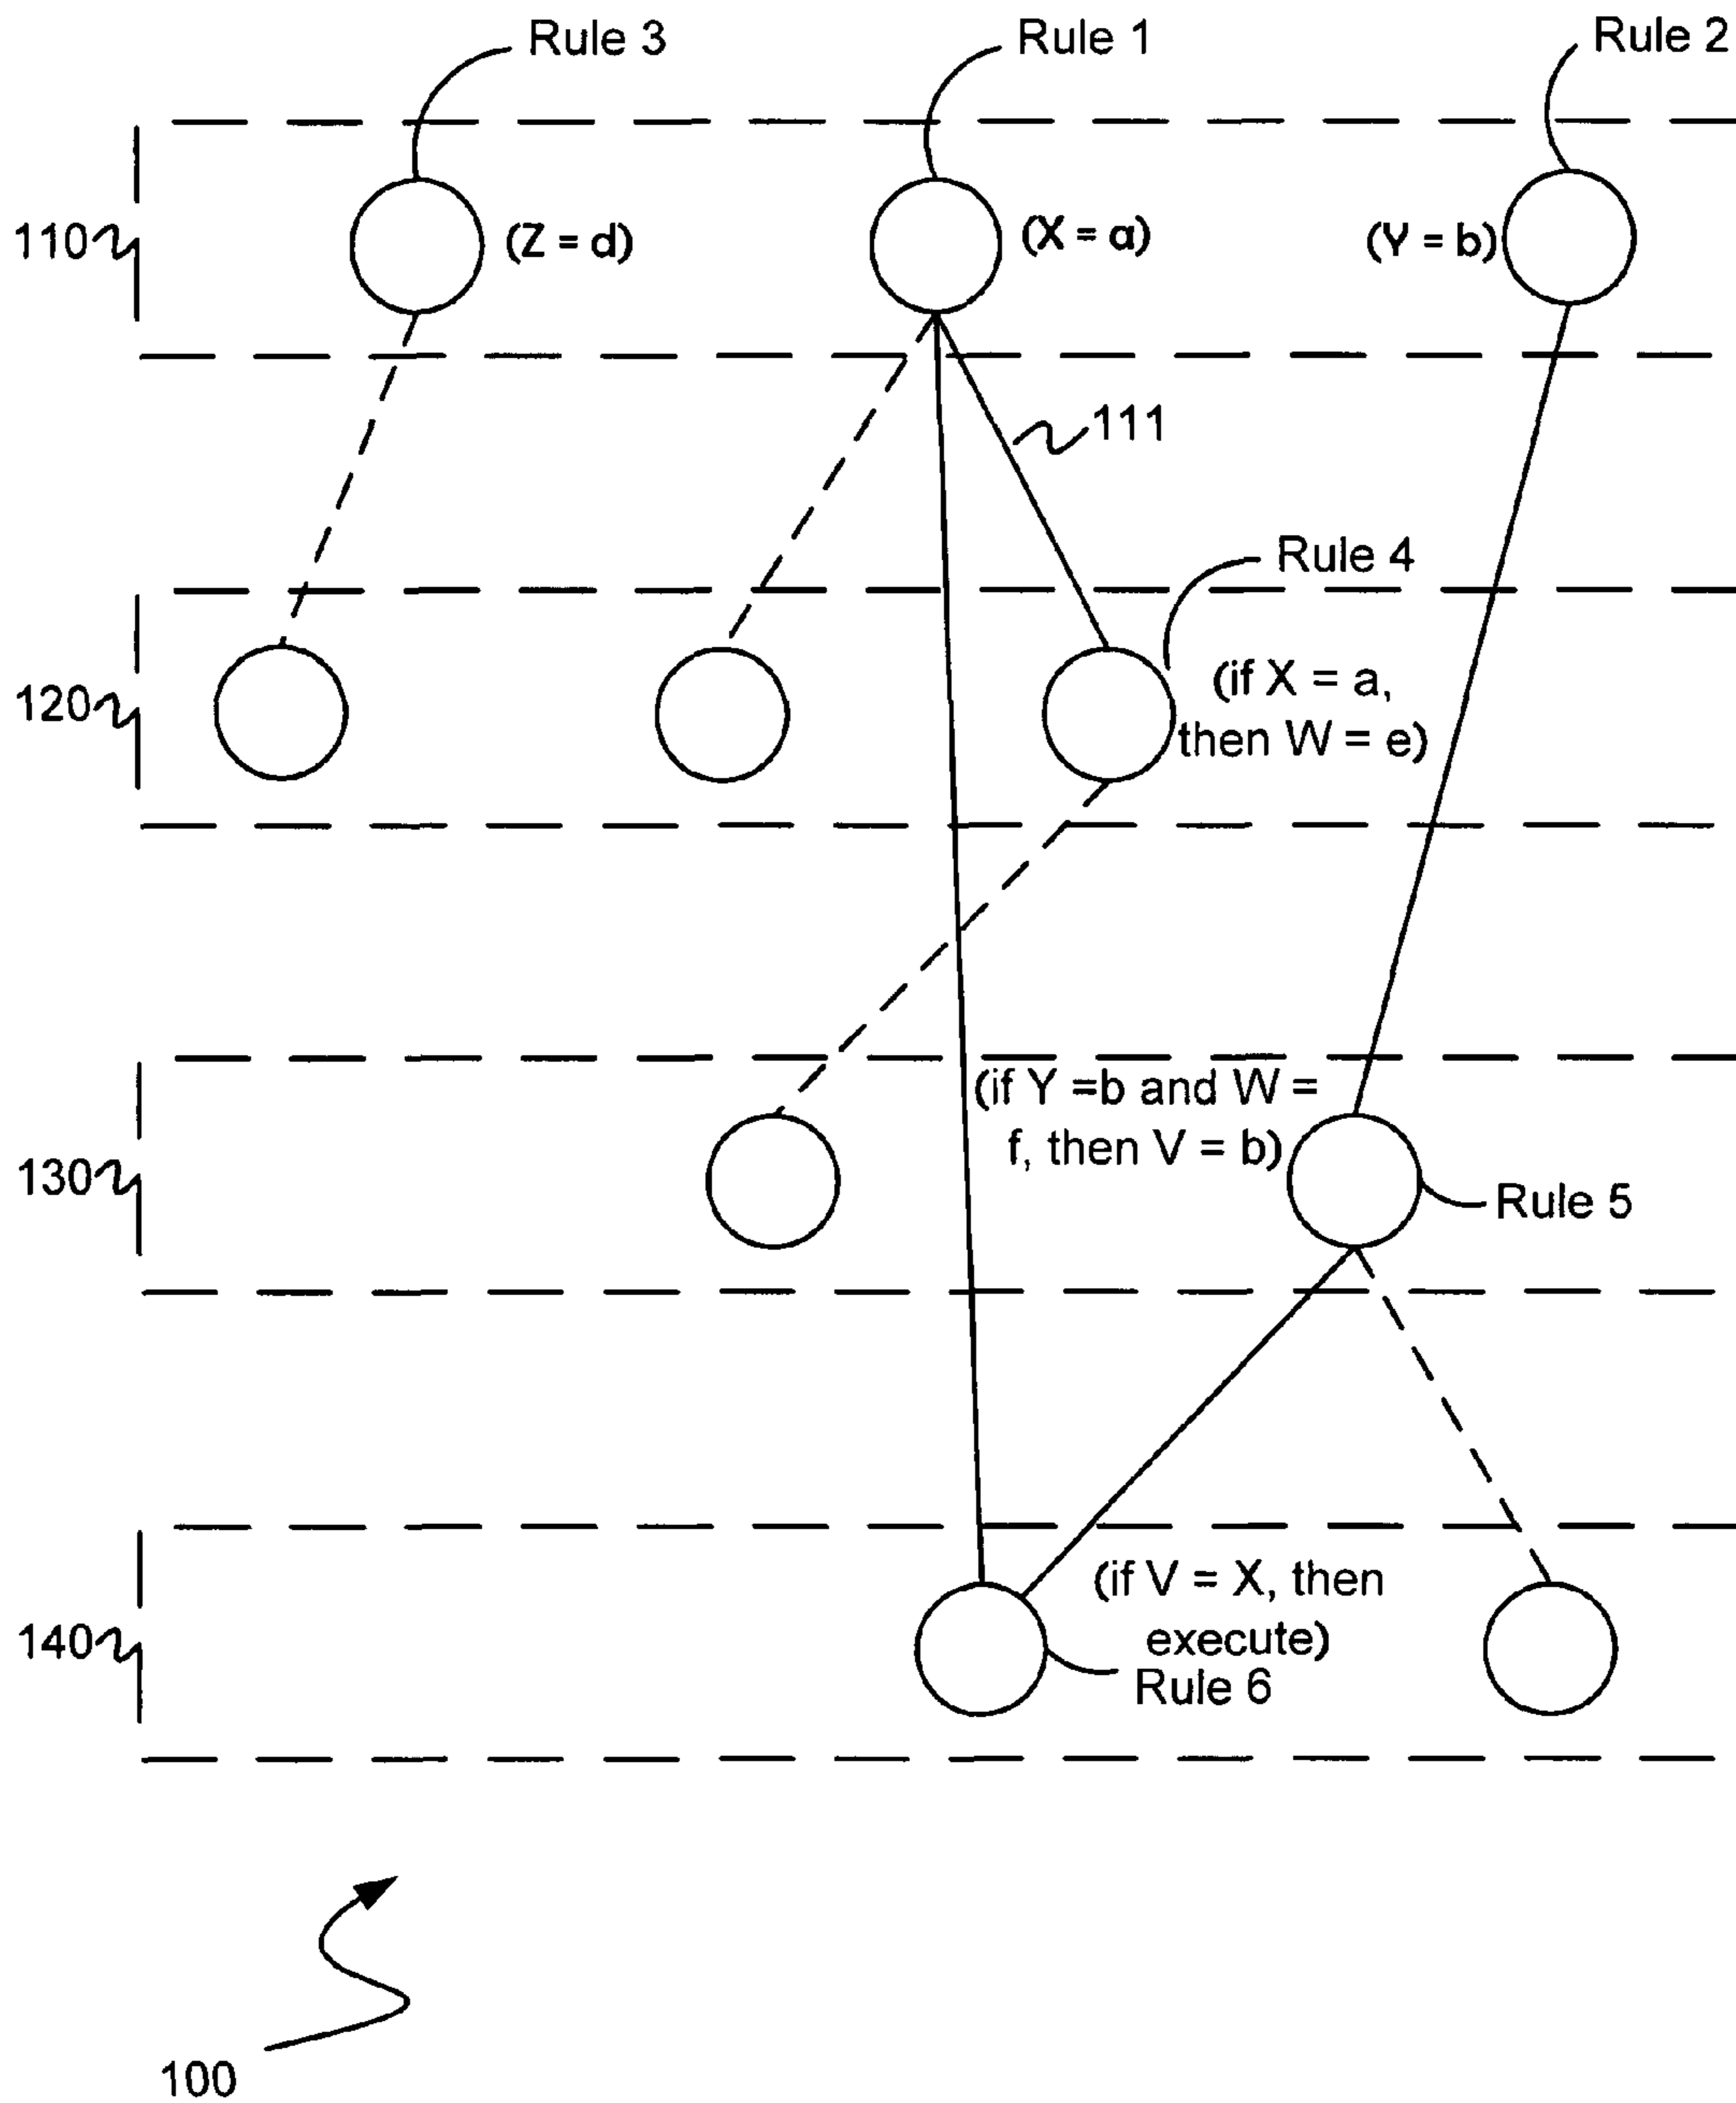 Rule 3
Rule 1
Rule 2
110
(Z = d)
(X = a)
(Y = b)
111
Rule 4
120
(if X = a,
then W = e)
(if Y =b and W =
f, then V = b)
130
Rule 5
(if V = X, then
execute)
140
Rule 6
100